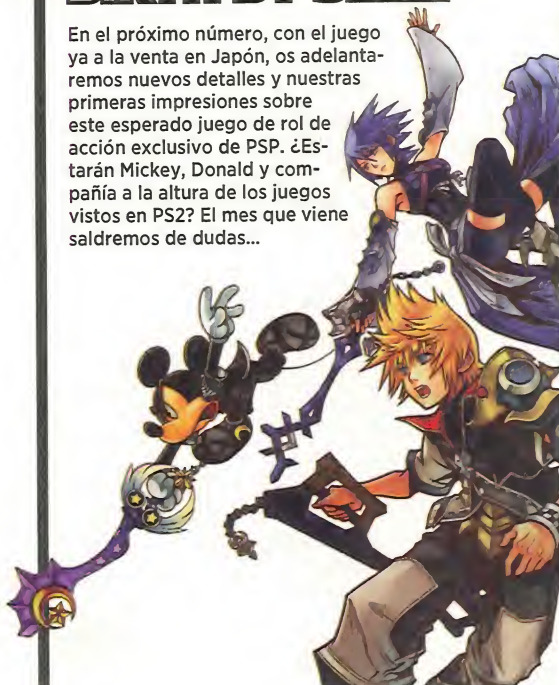 En el próximo número, con el juego
ya a la venta en Japón, os adelanta-
remos nuevos detalles y nuestras
primeras impresiones sobre
este esperado juego de rol de
acción exclusivo de PSP. ¿Es-
tarán Mickey, Donald y com-
pañía a la altura de los juegos
vistos en PS2? El mes que viene
saldremos de dudas...